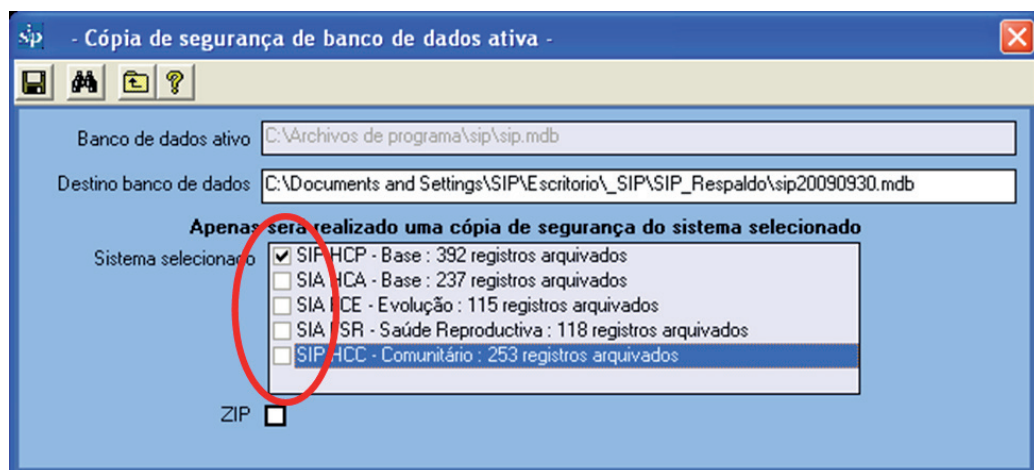 sip - Cópia de segurança de banco de dados ativa -
Banco de dados ativo C:\Archivos de programa\sip\sip.mdb
Destino banco de dados C:\Documents and Settings\SIP\Escritorio\_SIP\SIP_Respaldo\sip20090930.mdb
Apenas será realizado uma cópia de segurança do sistema selecionado
Sistema selecionado SIP HCP - Base : 392 registros arquivados
SIA HCA - Base : 237 registros arquivados
SIA FCE - Evolução : 115 registros arquivados
SIA FSR - Saúde Reproductiva : 118 registros arquivados
SIP HCC - Comunitário : 253 registros arquivados
ZIP